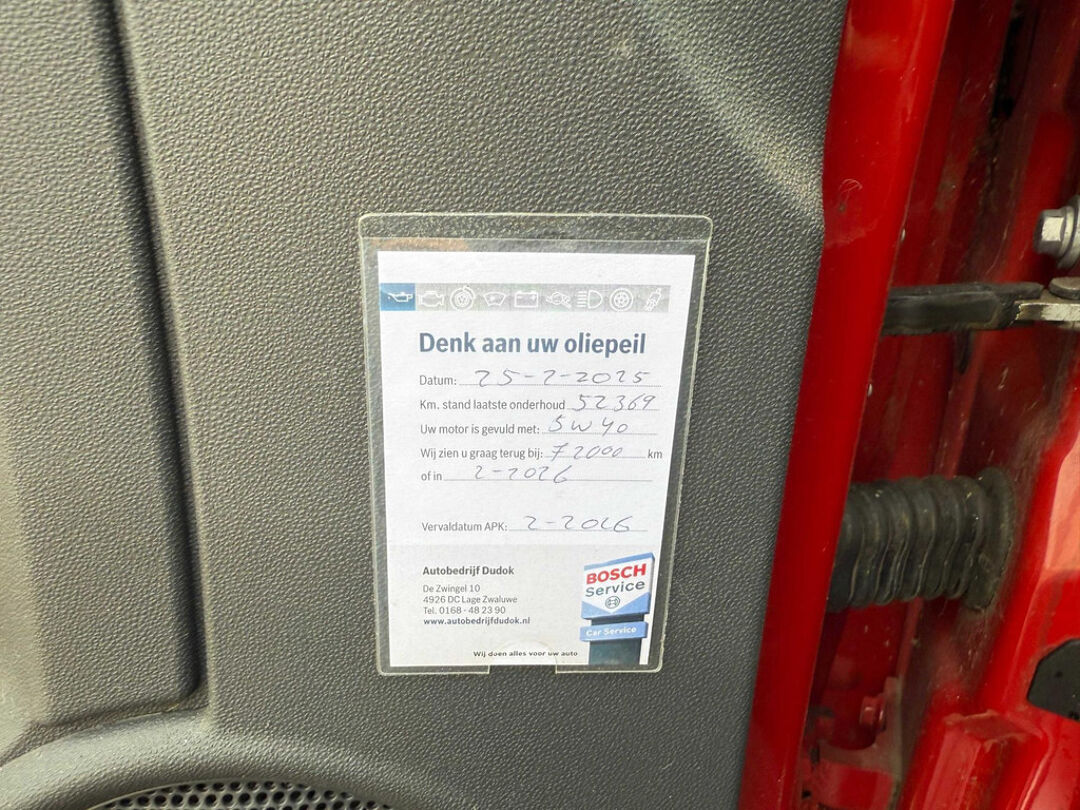 Denk aan uw oliepeil
Datum: 25-2-2025
Km. stand laatste onderhoud 52369
Uw motor is gevuld met: 5W40
Wij zien u graag terug bij: 72000 km
of in 2-2026
Vervaldatum APK: 2-2026
Autobedrijf Dudok
De Zwingel 10
4926 DC Lage Zwaluwe
Tel. 0168 - 48 23 90
www.autobedrijfdudok.nl
BOSCH
Service
Car Service
Wij doen alles voor uw auto